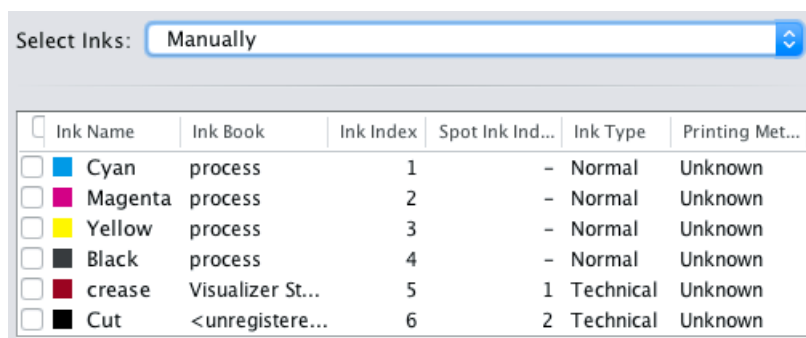 Select Inks: Manually
Ink Name Ink Book Ink Index Spot Ink Ind... Ink Type Printing Met...
Cyan process 1 - Normal Unknown
Magenta process 2 - Normal Unknown
Yellow process 3 - Normal Unknown
Black process 4 - Normal Unknown
crease Visualizer St... 5 1 Technical Unknown
Cut <unregistere... 6 2 Technical Unknown